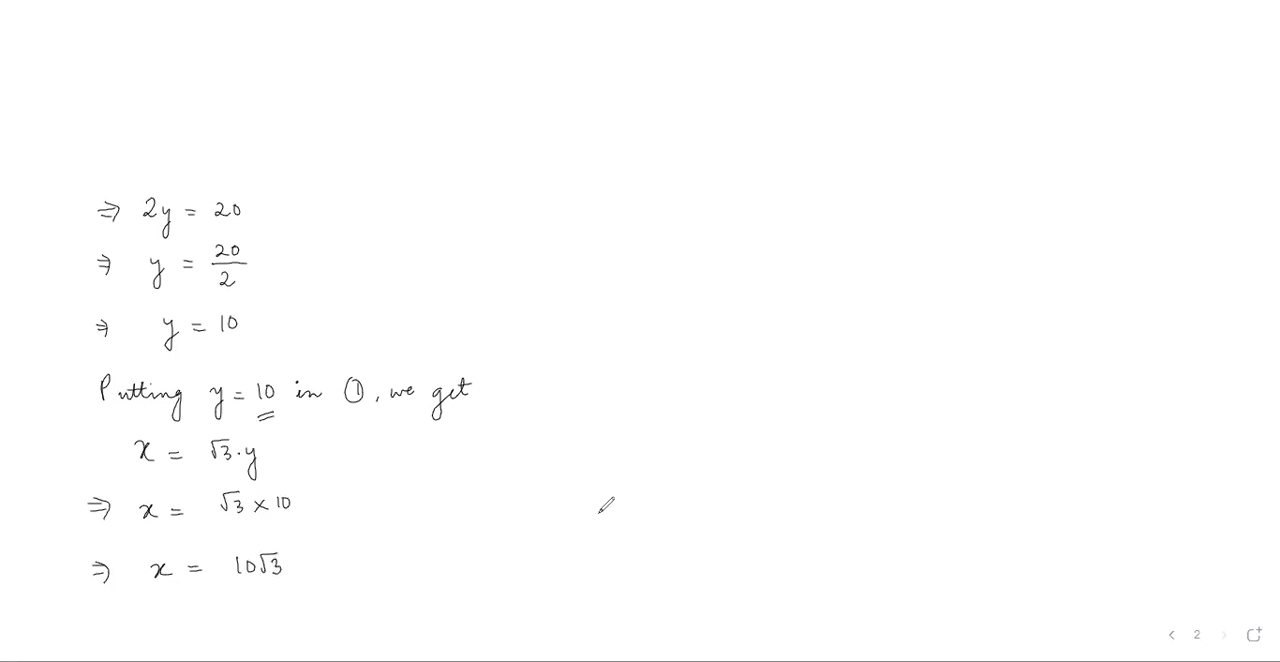 ⇒ 2y = 20
⇒ y = 20/2
⇒ y = 10
Putting y = 10 in ①, we get
x = √3·y
⇒ x = √3 × 10
⇒ x = 10√3
< 2 >